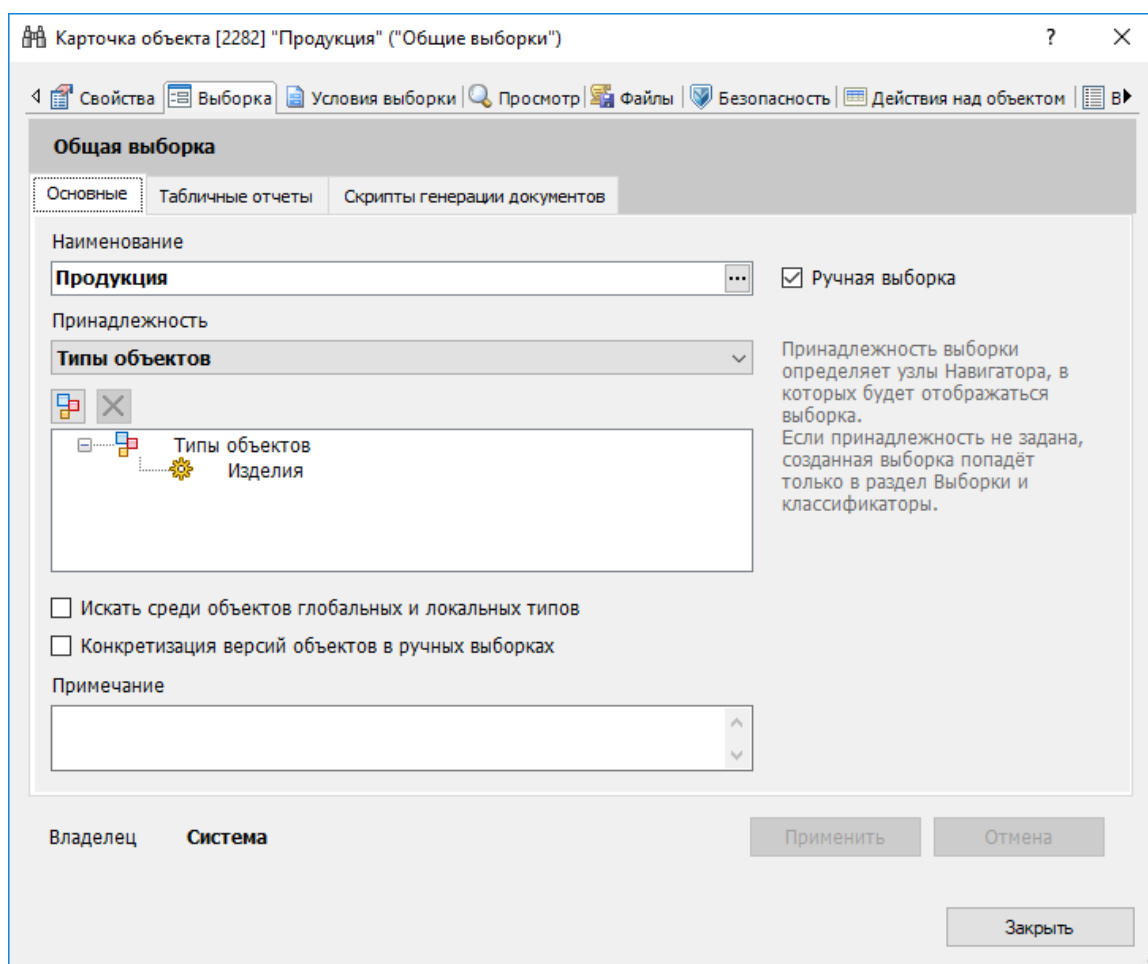 Карточка объекта [2282] "Продукция" ("Общие выборки")
Свойства Выборка Условия выборки Просмотр Файлы Безопасность Действия над объектом В
Общая выборка
Основные Табличные отчеты Скрипты генерации документов
Наименование
Продукция ... Ручная выборка
Принадлежность
Типы объектов
Принадлежность выборки
определяет узлы Навигатора, в
которых будет отображаться
выборка.
Если принадлежность не задана,
созданная выборка попадёт
только в раздел Выборки и
классификаторы.
Типы объектов
Изделия
Искать среди объектов глобальных и локальных типов
Конкретизация версий объектов в ручных выборках
Примечание
Владелец Система Применить Отмена
Закрыть